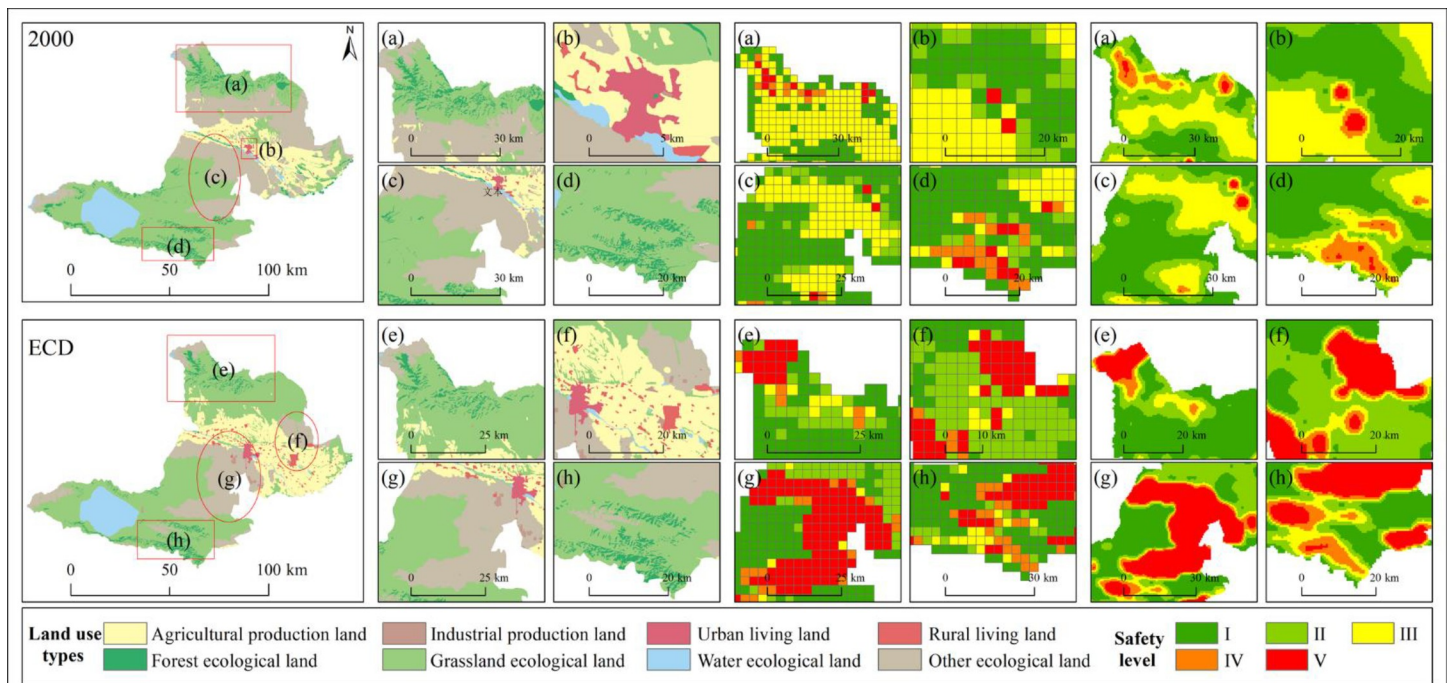 2000
N
(a)
(b)
(c)
(d)
0 50 100 km
(a)
0 30 km
(b)
0 5 km
(c)
0 30 km
(d)
0 20 km
(a)
0 30 km
(b)
0 20 km
(c)
0 25 km
(d)
0 20 km
(a)
0 30 km
(b)
0 20 km
(c)
0 30 km
(d)
0 20 km
ECD
(e)
(f)
(g)
(h)
0 50 100 km
(e)
0 25 km
(f)
0 20 km
(g)
0 25 km
(h)
0 20 km
(e)
0 25 km
(f)
0 10 km
(g)
0 25 km
(h)
0 30 km
(e)
0 20 km
(f)
0 20 km
(g)
0 30 km
(h)
0 20 km
Land use types
Agricultural production land
Industrial production land
Urban living land
Rural living land
Forest ecological land
Grassland ecological land
Water ecological land
Other ecological land
Safety level
I
II
III
IV
V